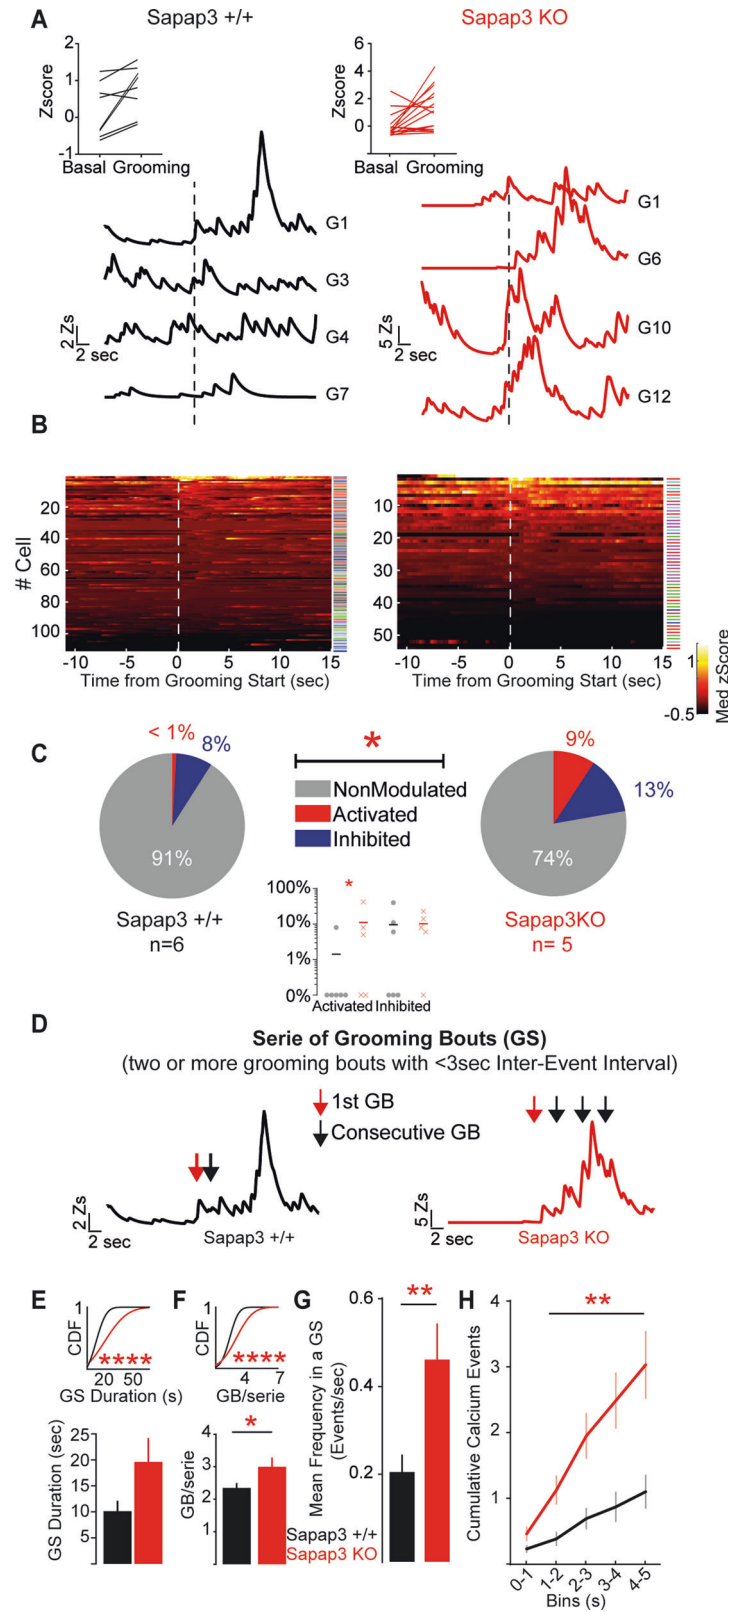 A
Sapap3 +/+
Sapap3 KO
Zscore
2
1
0
-1
Basal Grooming
Zscore
6
4
2
0
Basal Grooming
G1
G3
G4
G7
2 Zs
2 sec
G1
G6
G10
G12
5 Zs
2 sec
B
# Cell
20
40
60
80
100
-10 -5 0 5 10 15
Time from Grooming Start (sec)
10
20
30
40
50
-10 -5 0 5 10 15
Time from Grooming Start (sec)
1
-0.5
Med zScore
C
< 1%
8%
91%
Sapap3 +/+
n=6
*
NonModulated
Activated
Inhibited
9%
13%
74%
Sapap3KO
n= 5
100%
10%
1%
0%
*
Activated Inhibited
D
Serie of Grooming Bouts (GS)
(two or more grooming bouts with <3sec Inter-Event Interval)
1st GB
Consecutive GB
2 Zs
2 sec
Sapap3 +/+
5 Zs
2 sec
Sapap3 KO
E
CDF
1
****
20 50
GS Duration (s)
GS Duration (sec)
25
20
15
10
5
F
CDF
1
****
4 7
GB/serie
GB/serie
4
3
2
1
*
G
Mean Frequency in a GS
(Events/sec)
0.6
0.4
0.2
**
Sapap3 +/+
Sapap3 KO
H
Cumulative Calcium Events
4
3
2
1
**
0-1 1-2 2-3 3-4 4-5
Bins (s)